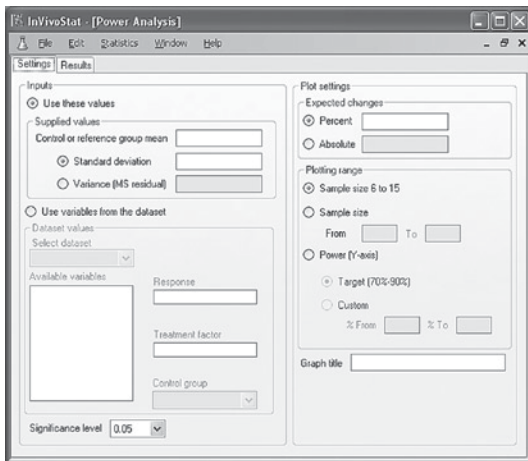 InVivoStat - [Power Analysis]
File Edit Statistics Window Help
Settings Results
Inputs
Use these values
Supplied values
Control or reference group mean
Standard deviation
Variance (MS residual)
Use variables from the dataset
Dataset values
Select dataset
Available variables
Response
Treatment factor
Control group
Significance level 0.05
Plot settings
Expected changes
Percent
Absolute
Plotting range
Sample size 6 to 15
Sample size
From To
Power (Y-axis)
Target (70%-90%)
Custom
% From % To
Graph title